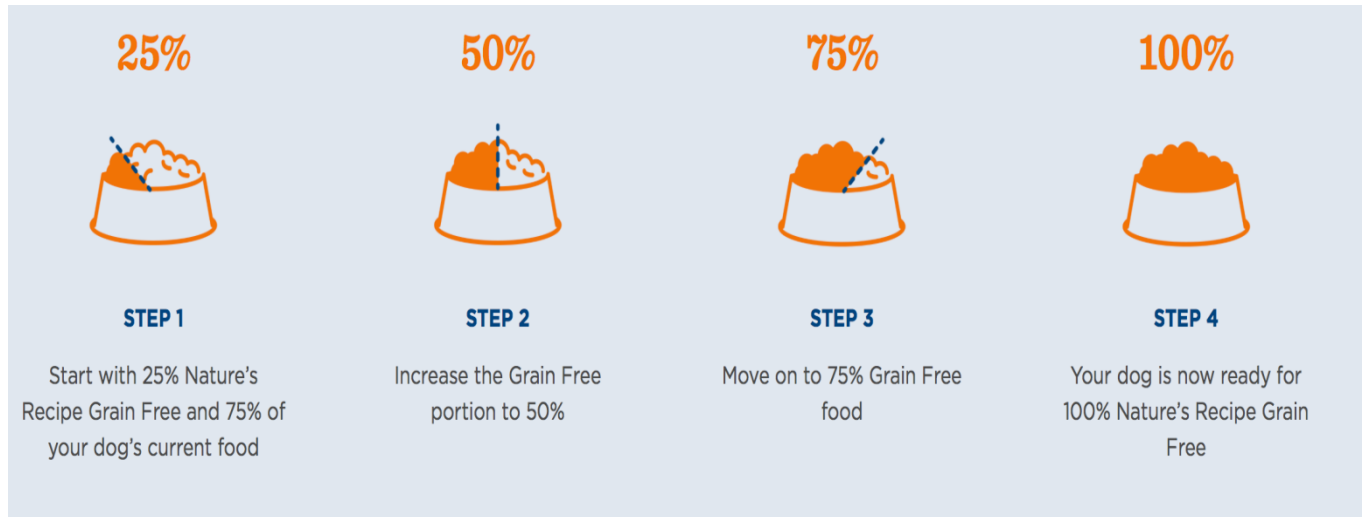 25%
50%
75%
100%
STEP 1
STEP 2
STEP 3
STEP 4
Start with 25% Nature's
Recipe Grain Free and 75% of
your dog's current food
Increase the Grain Free
portion to 50%
Move on to 75% Grain Free
food
Your dog is now ready for
100% Nature's Recipe Grain
Free